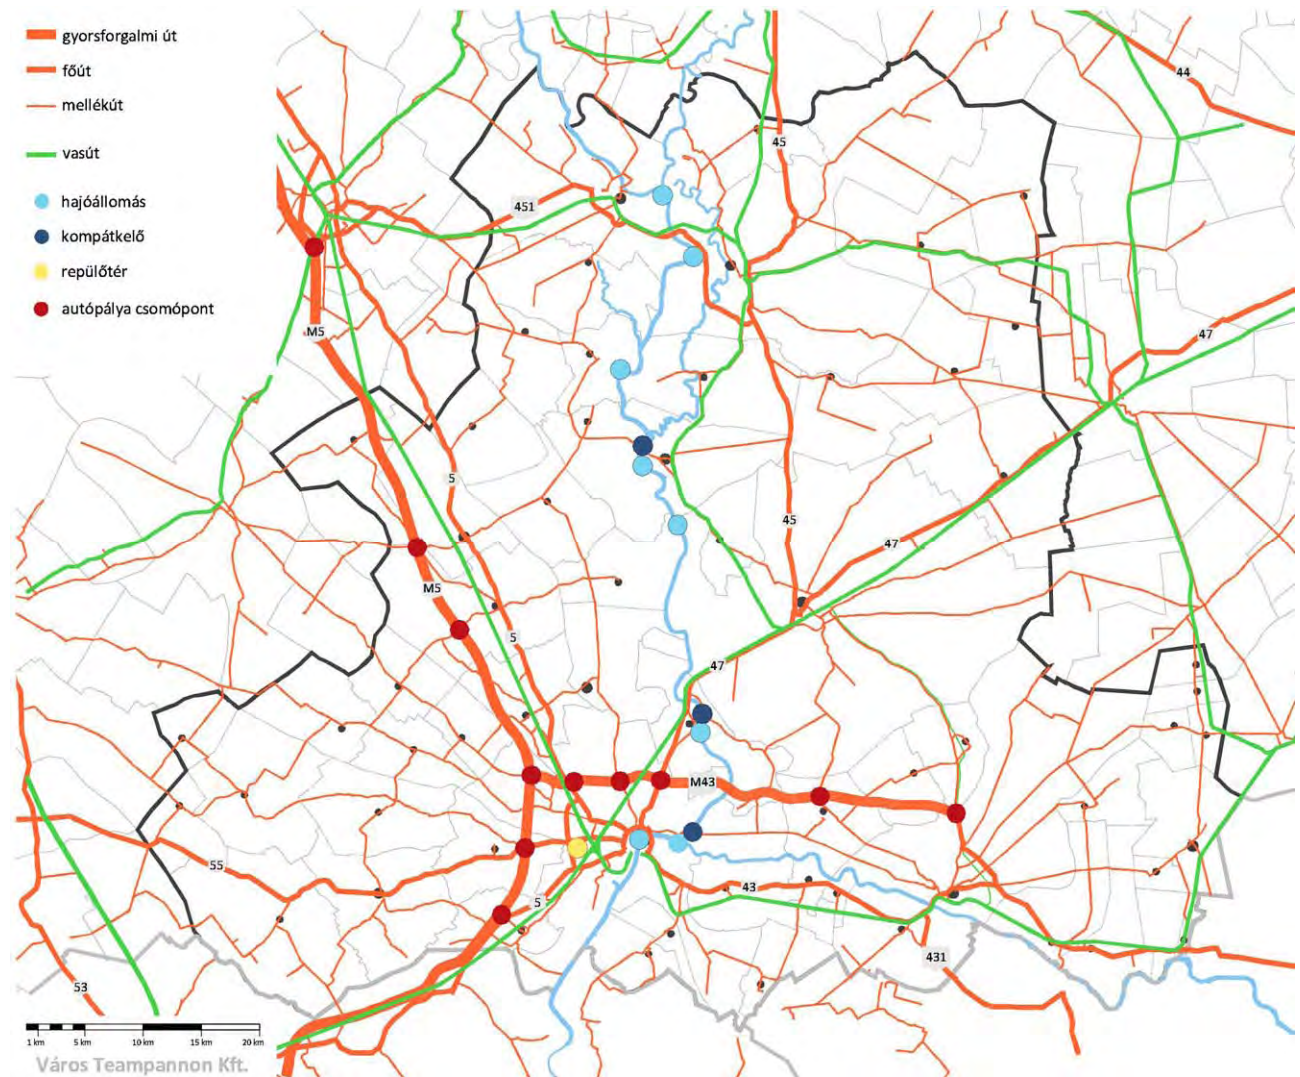 gyorsforgalmi út
főút
mellékút
vasút
hajóállomás
kompátkelő
repülőtér
autópálya csomópont
44
45
451
M5
47
5
45
47
M5
5
47
M43
55
43
5
431
53
1 km
5 km
10 km
15 km
20 km
Város Teampannon Kft.